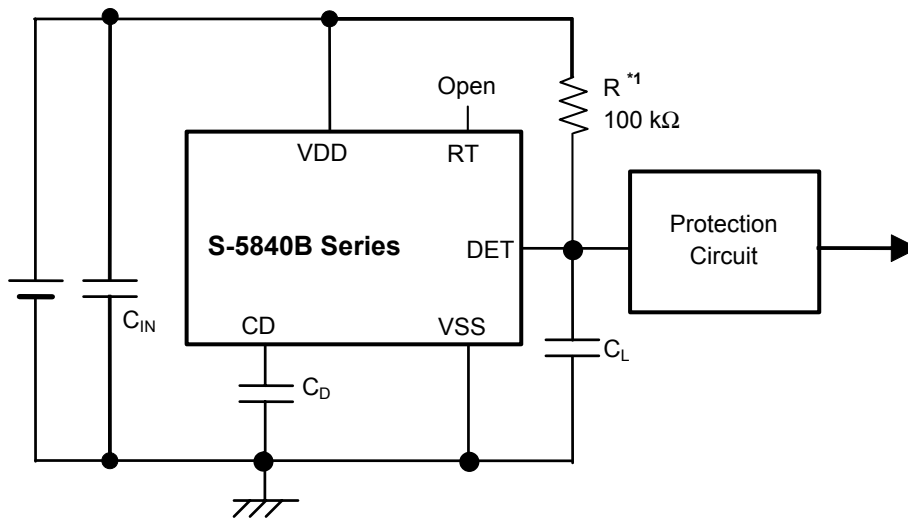 Open
R *1
100 kΩ
VDD
RT
S-5840B Series
DET
Protection
Circuit
CIN
CD
VSS
CL
CD